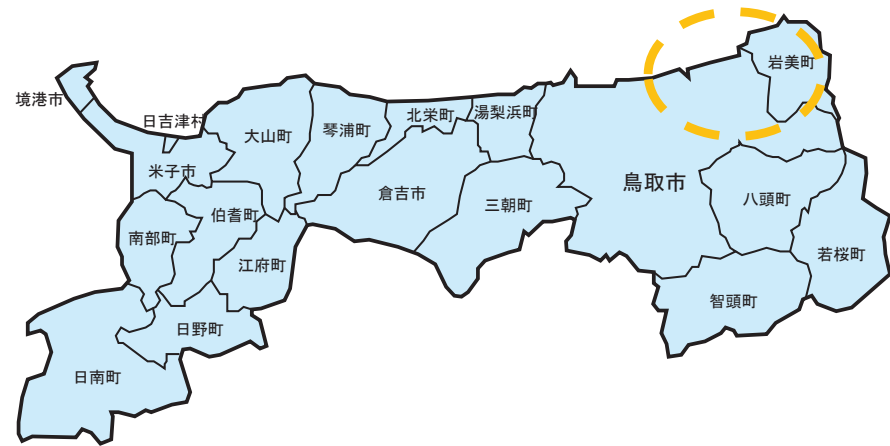 岩美町
境港市
日吉津村
大山町
琴浦町
北栄町
湯梨浜町
米子市
鳥取市
倉吉市
三朝町
八頭町
伯耆町
南部町
江府町
若桜町
智頭町
日野町
日南町